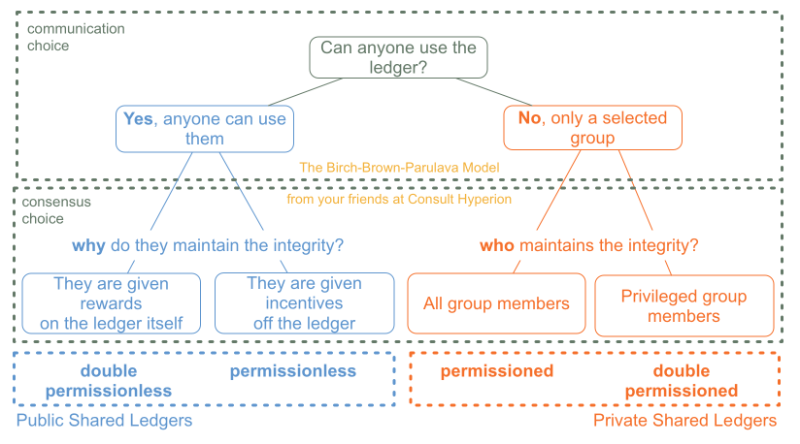 communication
choice
Can anyone use the
ledger?
Yes, anyone can use
them
No, only a selected
group
The Birch-Brown-Parulava Model
consensus
choice
from your friends at Consult Hyperion
why do they maintain the integrity?
who maintains the integrity?
They are given
rewards
on the ledger itself
They are given
incentives
off the ledger
All group members
Privileged group
members
double
permissionless
permissionless
permissioned
double
permissioned
Public Shared Ledgers
Private Shared Ledgers